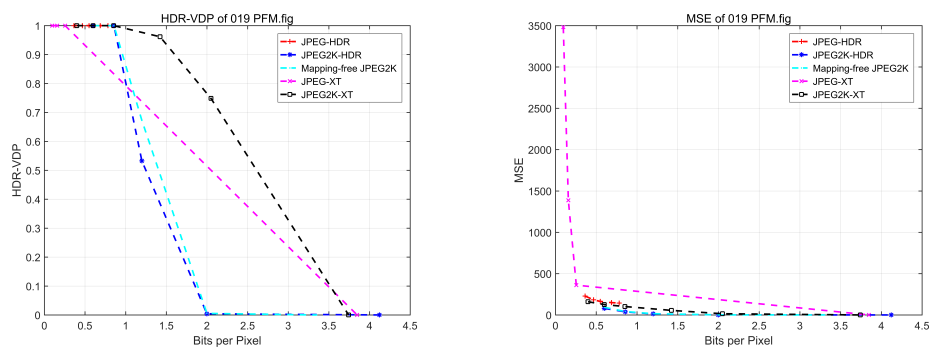 HDR-VDP of 019 PFM.fig
1
0.9
0.8
0.7
0.6
0.5
0.4
0.3
0.2
0.1
0
HDR-VDP
JPEG-HDR
JPEG2K-HDR
Mapping-free JPEG2K
JPEG-XT
JPEG2K-XT
0 0.5 1 1.5 2 2.5 3 3.5 4 4.5
Bits per Pixel
MSE of 019 PFM.fig
3500
3000
2500
2000
1500
1000
500
0
MSE
JPEG-HDR
JPEG2K-HDR
Mapping-free JPEG2K
JPEG-XT
JPEG2K-XT
0 0.5 1 1.5 2 2.5 3 3.5 4 4.5
Bits per Pixel